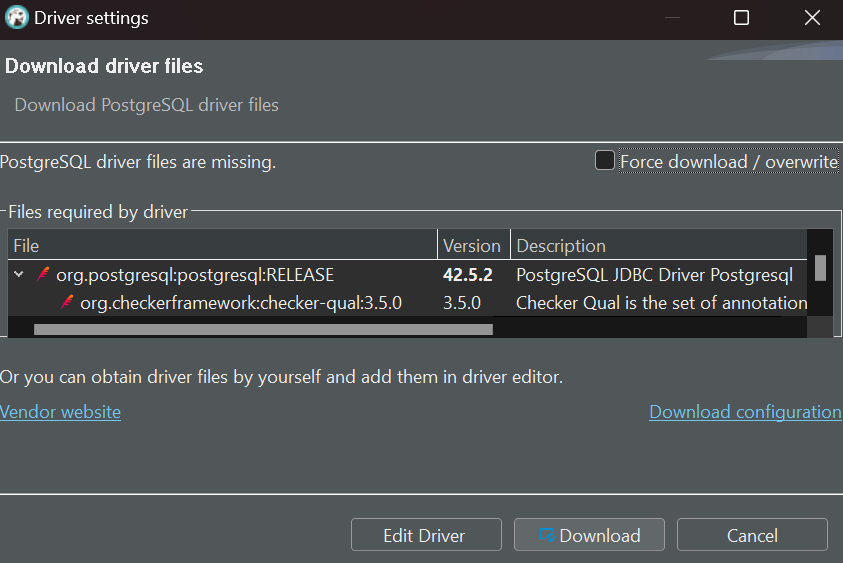 Driver settings
Download driver files
Download PostgreSQL driver files
PostgreSQL driver files are missing.
Force download / overwrite
Files required by driver
File Version Description
org.postgresql:postgresql:RELEASE 42.5.2 PostgreSQL JDBC Driver Postgresql
org.checkerframework:checker-qual:3.5.0 3.5.0 Checker Qual is the set of annotation
Or you can obtain driver files by yourself and add them in driver editor.
Vendor website Download configuration
Edit Driver Download Cancel